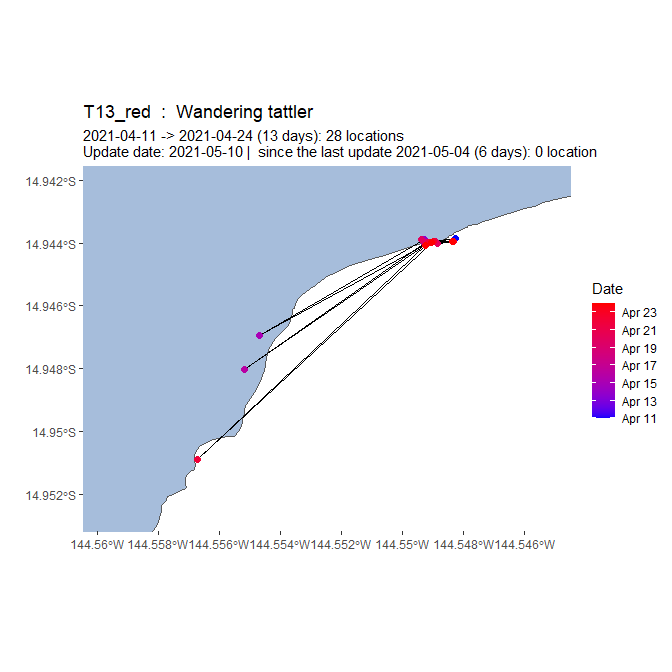 T13_red : Wandering tattler
2021-04-11 -> 2021-04-24 (13 days): 28 locations
Update date: 2021-05-10 | since the last update 2021-05-04 (6 days): 0 location
14.942°S
14.944°S
14.946°S
14.948°S
14.95°S
14.952°S
144.56°W 144.558°W 144.556°W 144.554°W 144.552°W 144.55°W 144.548°W 144.546°W
Date
Apr 23
Apr 21
Apr 19
Apr 17
Apr 15
Apr 13
Apr 11